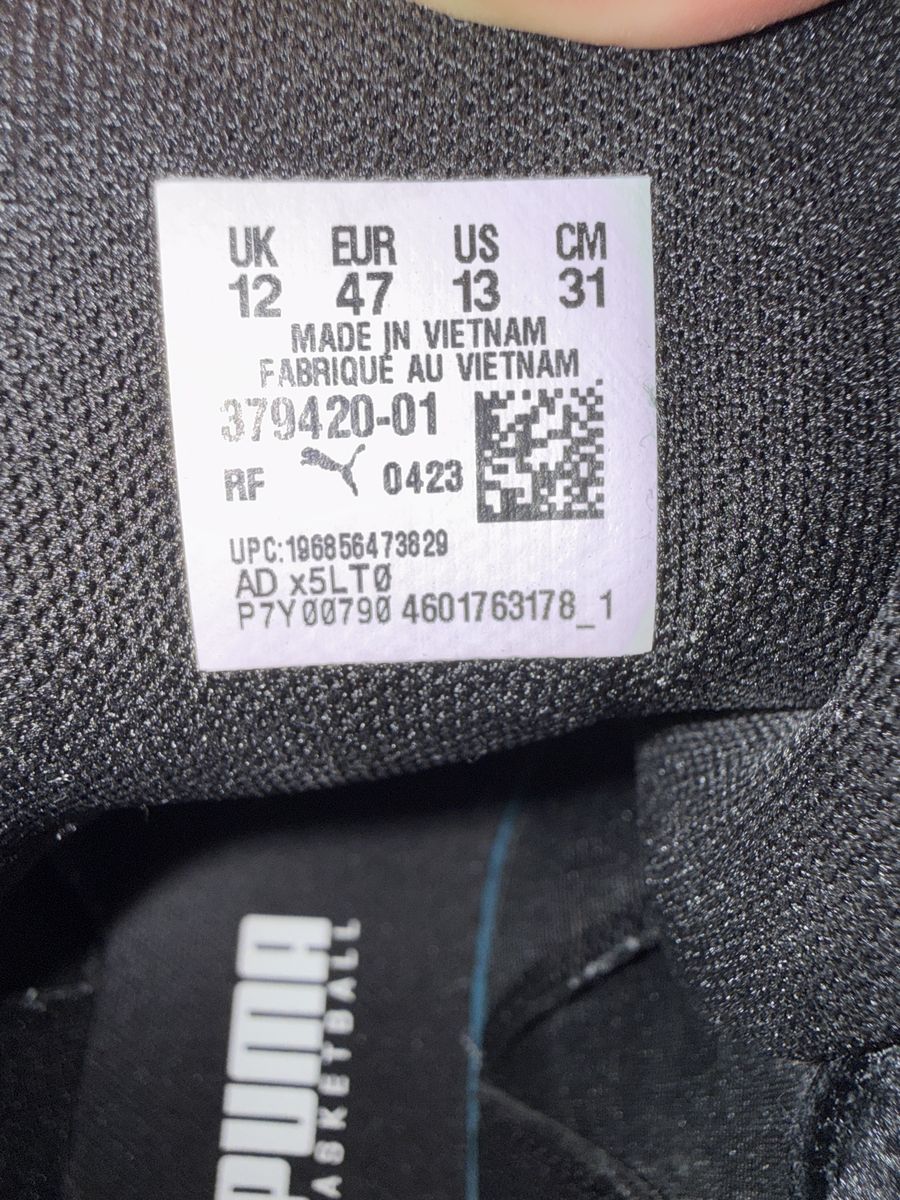 UK EUR US CM
12 47 13 31
MADE IN VIETNAM
FABRIQUÉ AU VIETNAM
379420-01
RF 0423
UPC:196856473829
AD x5LT0
P7Y00790 4601763178_1
PUMA
BASKETBALL